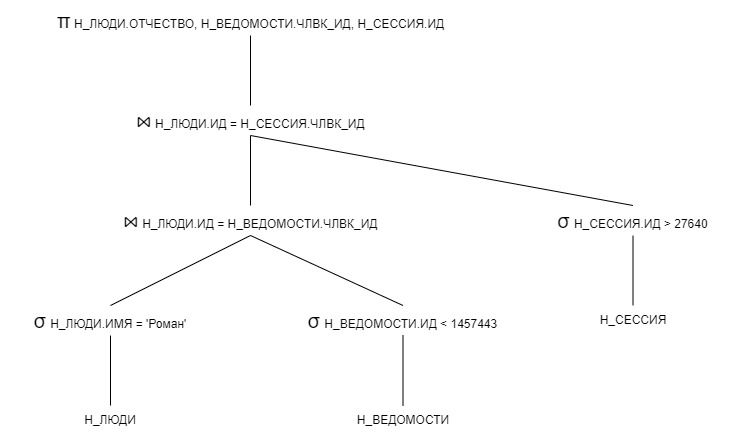 π Н_ЛЮДИ.ОТЧЕСТВО, Н_ВЕДОМОСТИ.ЧЛВК_ИД, Н_СЕССИЯ.ИД
⋈ Н_ЛЮДИ.ИД = Н_СЕССИЯ.ЧЛВК_ИД
⋈ Н_ЛЮДИ.ИД = Н_ВЕДОМОСТИ.ЧЛВК_ИД
σ Н_СЕССИЯ.ИД > 27640
σ Н_ЛЮДИ.ИМЯ = 'Роман'
σ Н_ВЕДОМОСТИ.ИД < 1457443
Н_СЕССИЯ
Н_ЛЮДИ
Н_ВЕДОМОСТИ